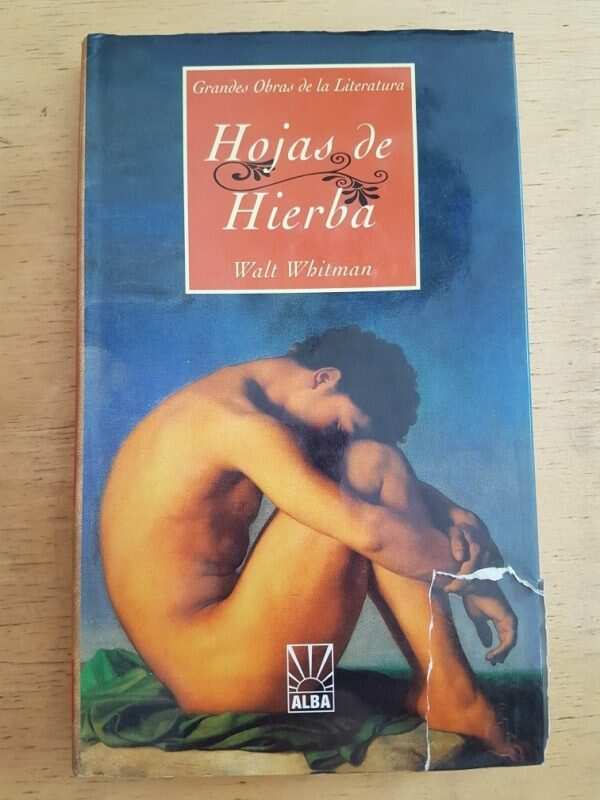 Grandes Obras de la Literatura
Hojas de
Hierba
Walt Whitman
ALBA